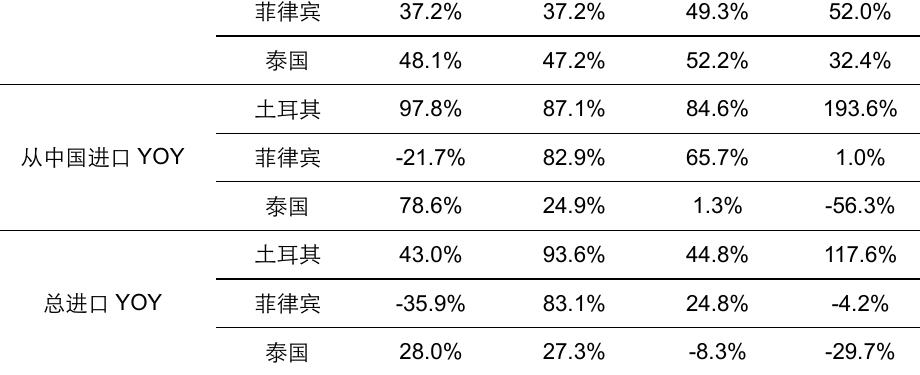 菲律宾 37.2% 37.2% 49.3% 52.0%
泰国 48.1% 47.2% 52.2% 32.4%
土耳其 97.8% 87.1% 84.6% 193.6%
从中国进口 YOY 菲律宾 -21.7% 82.9% 65.7% 1.0%
泰国 78.6% 24.9% 1.3% -56.3%
土耳其 43.0% 93.6% 44.8% 117.6%
总进口 YOY 菲律宾 -35.9% 83.1% 24.8% -4.2%
泰国 28.0% 27.3% -8.3% -29.7%